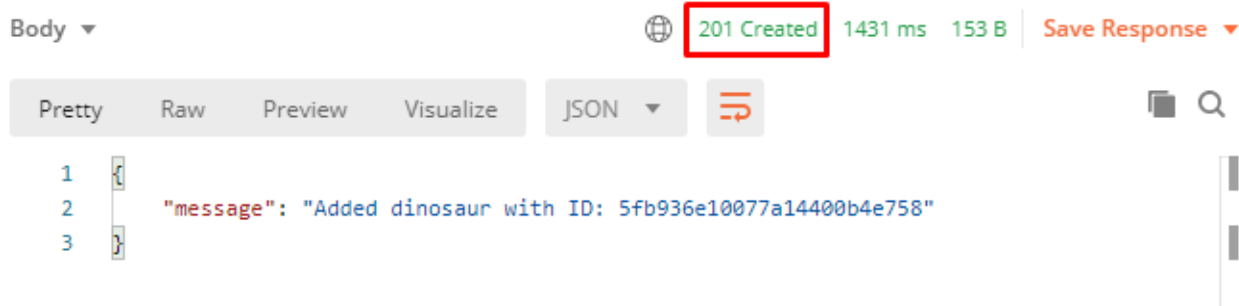 Body 201 Created 1431 ms 153 B Save Response
Pretty Raw Preview Visualize JSON
1 {
2 "message": "Added dinosaur with ID: 5fb936e10077a14400b4e758"
3 }